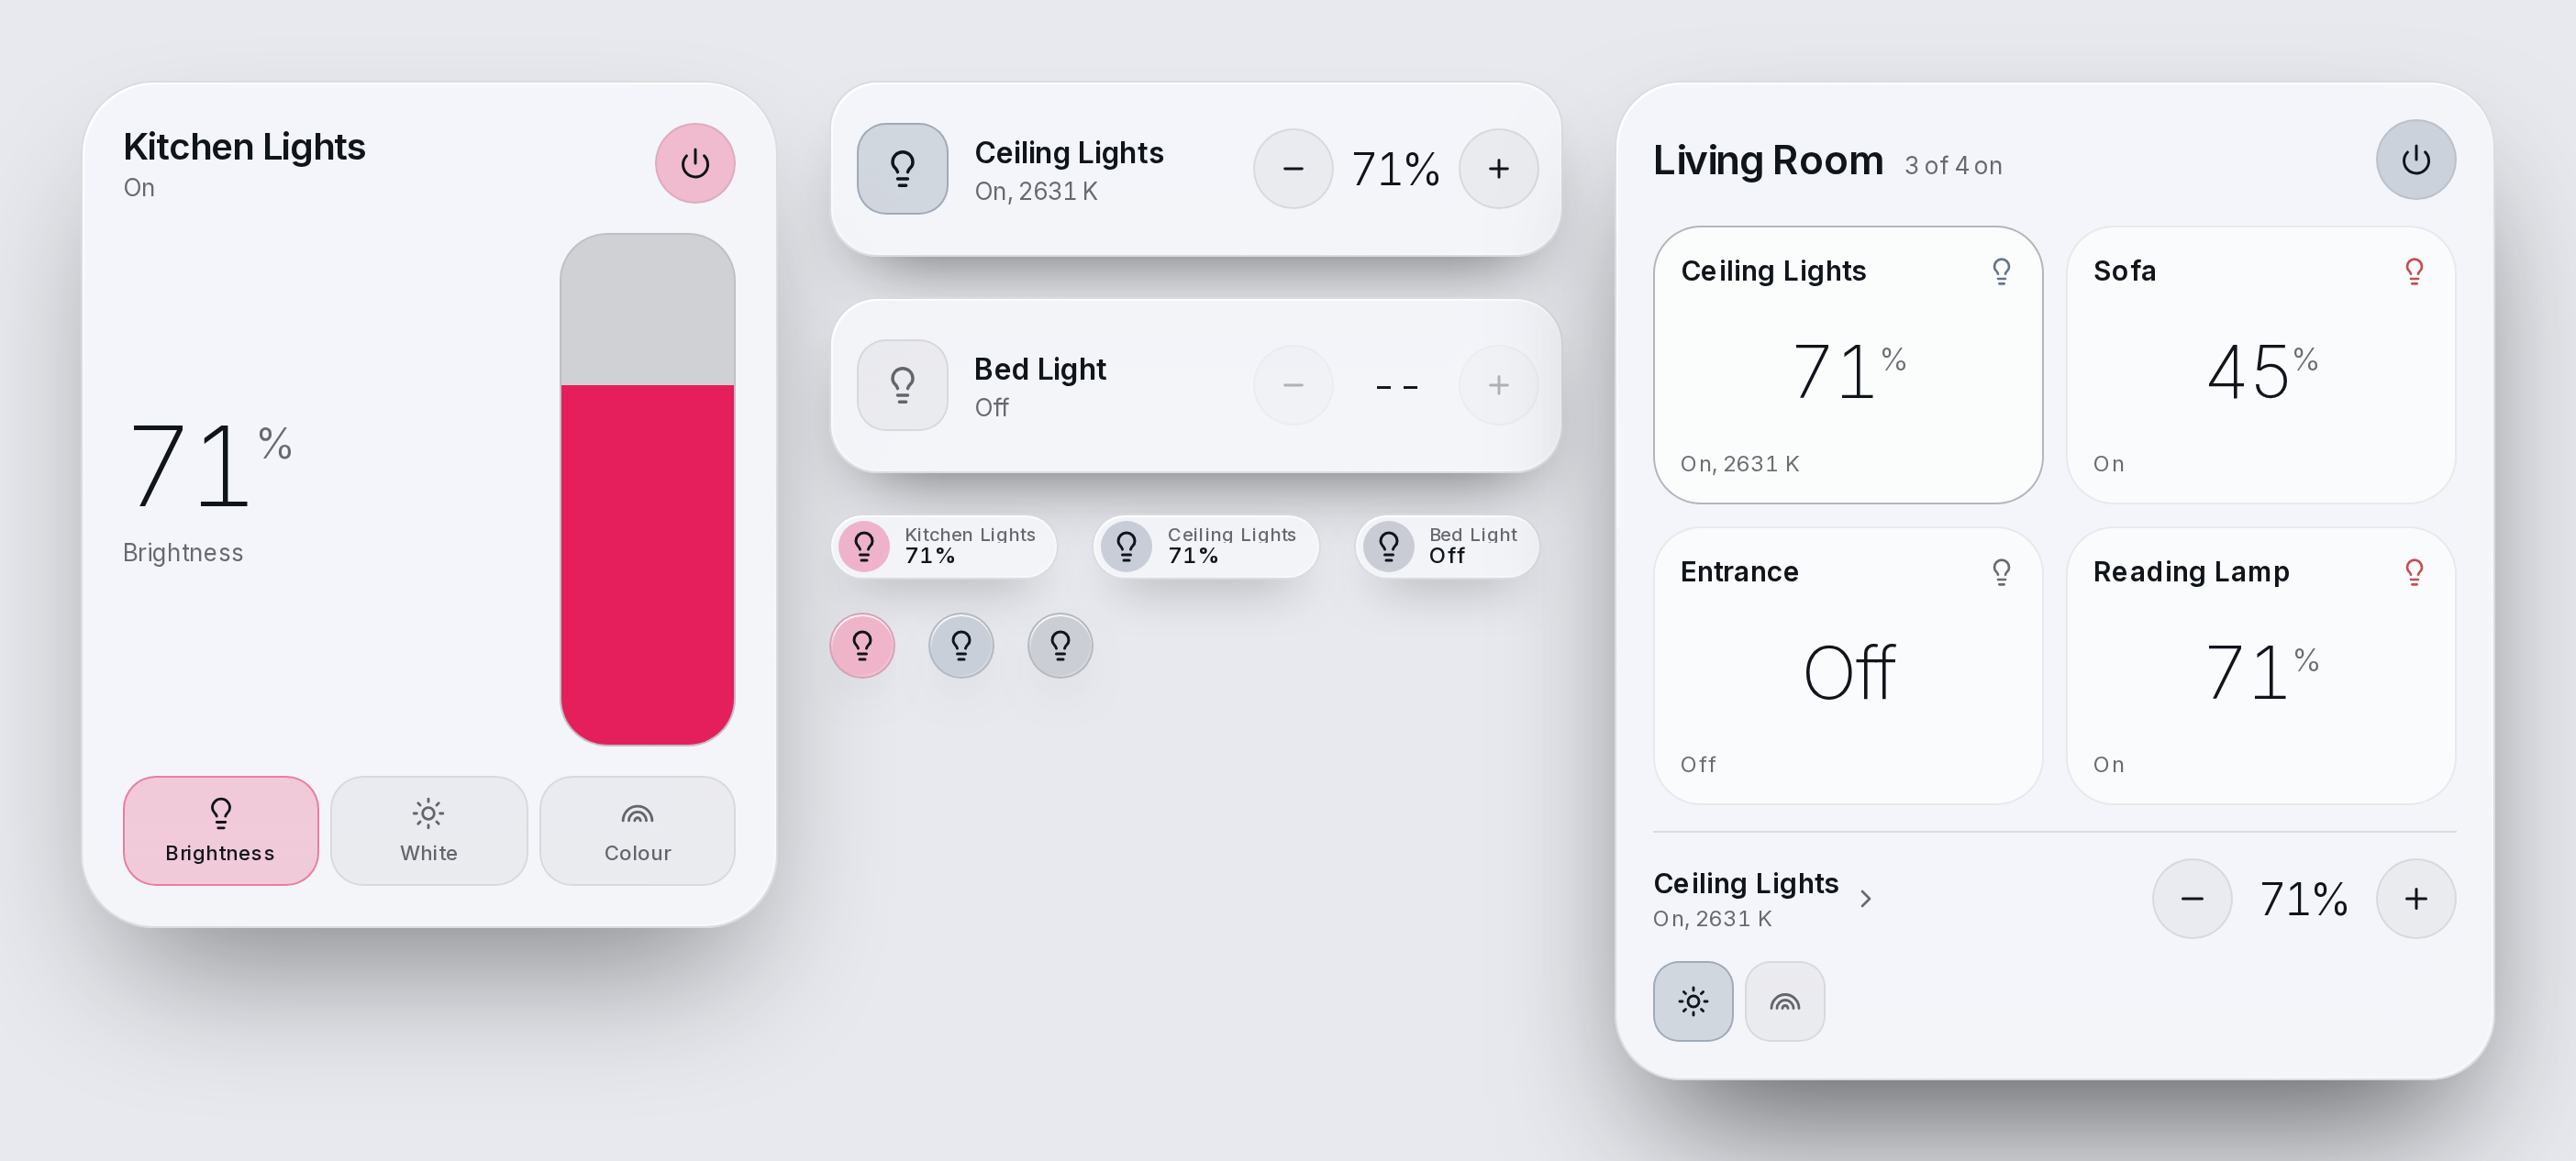 Kitchen Lights
On
71%
Brightness
Brightness
White
Colour
Ceiling Lights
On, 2631 K
71%
Bed Light
Off
--
Kitchen Lights
71%
Ceiling Lights
71%
Bed Light
Off
Living Room
3 of 4 on
Ceiling Lights
71%
On, 2631 K
Sofa
45%
On
Entrance
Off
Off
Reading Lamp
71%
On
Ceiling Lights
On, 2631 K
71%